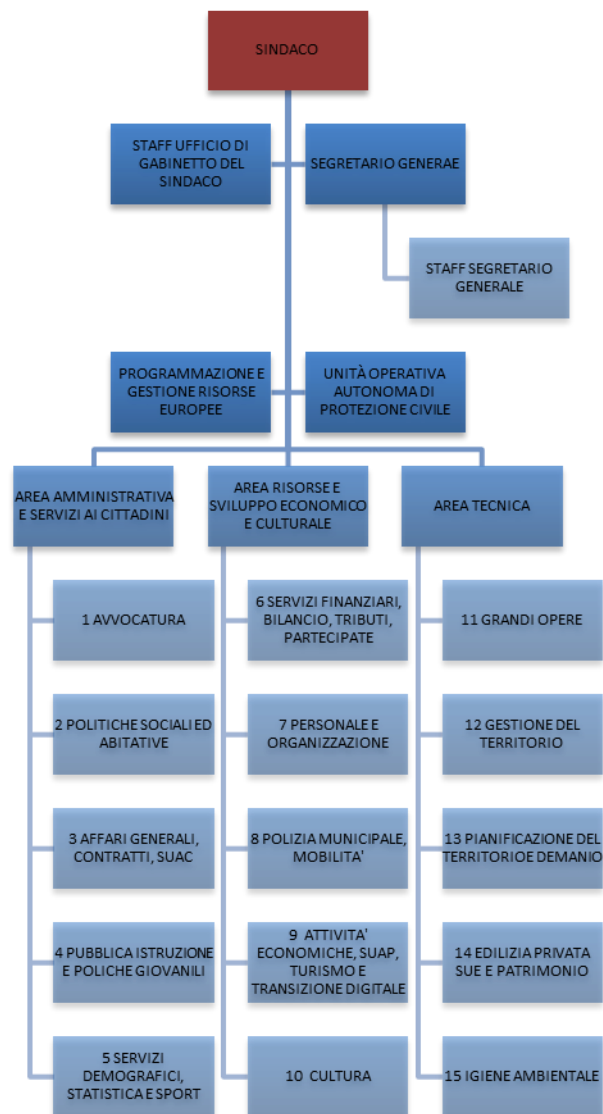 SINDACO
STAFF UFFICIO DI
GABINETTO DEL
SINDACO
SEGRETARIO GENERAE
STAFF SEGRETARIO
GENERALE
PROGRAMMAZIONE E
GESTIONE RISORSE
EUROPEE
UNITÀ OPERATIVA
AUTONOMA DI
PROTEZIONE CIVILE
AREA AMMINISTRATIVA
E SERVIZI AI CITTADINI
AREA RISORSE E
SVILUPPO ECONOMICO
E CULTURALE
AREA TECNICA
1 AVVOCATURA
2 POLITICHE SOCIALI ED
ABITATIVE
3 AFFARI GENERALI,
CONTRATTI, SUAC
4 PUBBLICA ISTRUZIONE
E POLICHE GIOVANILI
5 SERVIZI
DEMOGRAFICI,
STATISTICA E SPORT
6 SERVIZI FINANZIARI,
BILANCIO, TRIBUTI,
PARTECIPATE
7 PERSONALE E
ORGANIZZAZIONE
8 POLIZIA MUNICIPALE,
MOBILITA'
9 ATTIVITA'
ECONOMICHE, SUAP,
TURISMO E
TRANSIZIONE DIGITALE
10 CULTURA
11 GRANDI OPERE
12 GESTIONE DEL
TERRITORIO
13 PIANIFICAZIONE DEL
TERRITORIOE DEMANIO
14 EDILIZIA PRIVATA
SUE E PATRIMONIO
15 IGIENE AMBIENTALE